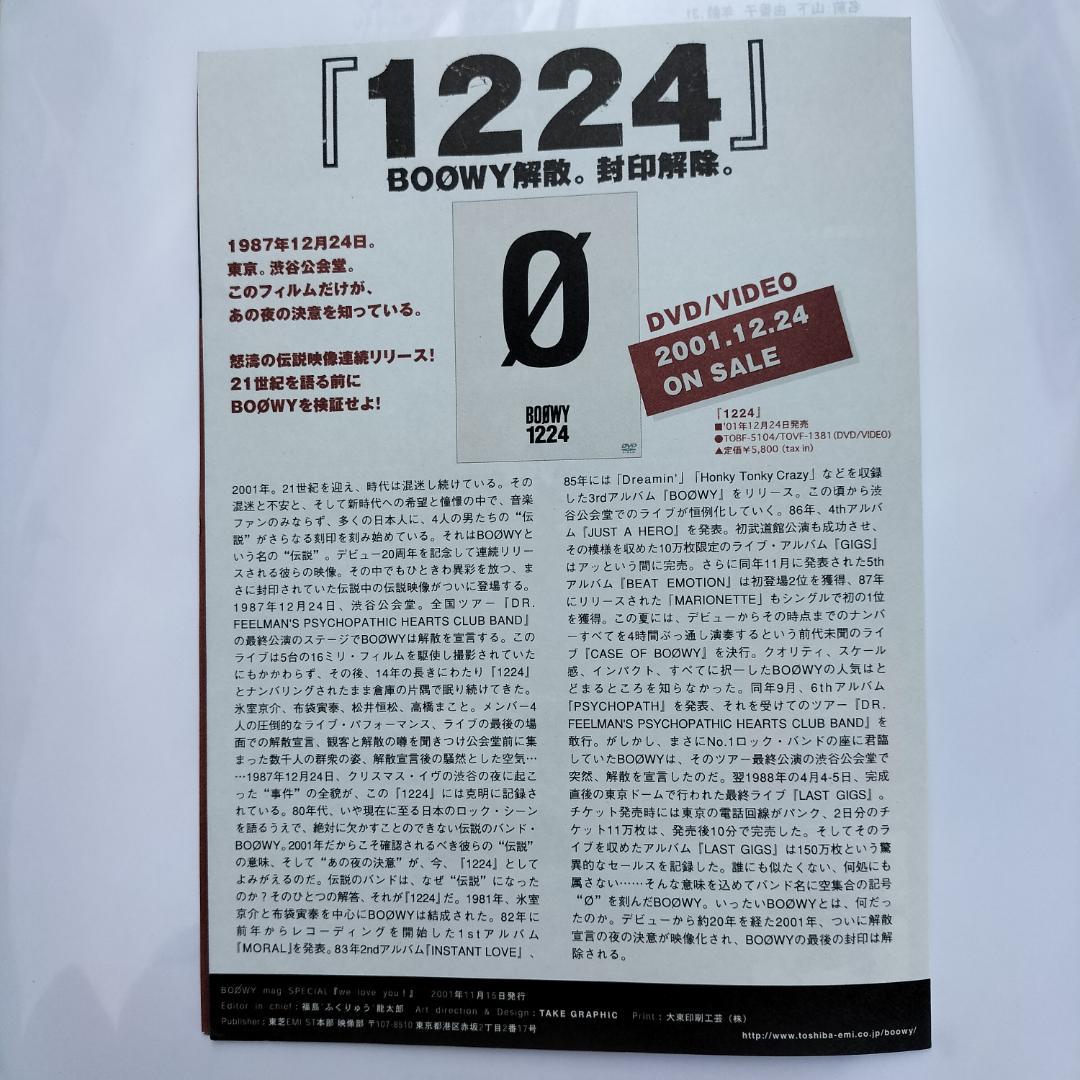 名前 山下 由香子 年齢.21
『1224』
BOØWY解散。封印解除。
1987年12月24日。
東京。渋谷公会堂。
このフィルムだけが、
あの夜の決意を知っている。
怒濤の伝説映像連続リリース!
21世紀を語る前に
BOØWYを検証せよ!
Ø
BOØWY
1224
DVD
DVD/VIDEO
2001.12.24
ON SALE
『1224』
■'01年12月24日発売
●TOBF-5104/TOVF-1381(DVD/VIDEO)
▲定価￥5,800 (tax in)
2001年。21世紀を迎え、時代は混迷し続けている。その
混迷と不安と、そして新時代への希望と憧憬の中で、音楽
ファンのみならず、多くの日本人に、4人の男たちの“伝
説”がさらなる刻印を刻み始めている。それはBOØWYと
いう名の“伝説”。デビュー20周年を記念して連続リリー
スされる彼らの映像。その中でもひときわ異彩を放つ、ま
さに封印されていた伝説中の伝説映像がついに登場する。
1987年12月24日、渋谷公会堂。全国ツアー『DR.
FEELMAN'S PSYCHOPATHIC HEARTS CLUB BAND』
の最終公演のステージでBOØWYは解散を宣言する。この
ライブは5台の16ミリ・フィルムを駆使し撮影されていた
にもかかわらず、その後、14年の長きにわたり『1224』
とナンバリングされたまま倉庫の片隅で眠り続けてきた。
氷室京介、布袋寅泰、松井恒松、高橋まこと。メンバー4
人の圧倒的なライブ・パフォーマンス、ライブの最後の場
面での解散宣言、観客と解散の噂を聞きつけ公会堂前に集
まった数千人の群衆の姿、解散宣言後の騒然とした空気…
…1987年12月24日、クリスマス・イヴの渋谷の夜に起こ
った“事件”の全貌が、この『1224』には克明に記録さ
れている。80年代、いや現在に至る日本のロック・シーン
を語るうえで、絶対に欠かすことのできない伝説のバンド・
BOØWY。2001年だからこそ確認されるべき彼らの“伝説”
の意味、そして“あの夜の決意”が、今、『1224』として
よみがえるのだ。伝説のバンドは、なぜ“伝説”になった
のか?そのひとつの解答、それが『1224』だ。1981年、氷室
京介と布袋寅泰を中心にBOØWYは結成された。82年に
前年からレコーディングを開始した1stアルバム
『MORAL』を発表。83年2ndアルバム『INSTANT LOVE』、
85年には「Dreamin'」「Honky Tonky Crazy」などを収録
した3rdアルバム『BOØWY』をリリース。この頃から渋
谷公会堂でのライブが恒例化していく。86年、4thアルバ
ム『JUST A HERO』を発表。初武道館公演も成功させ、
その模様を収めた10万枚限定のライブ・アルバム『GIGS』
はアッという間に完売。さらに同年11月に発表された5th
アルバム『BEAT EMOTION』は初登場2位を獲得、87年
にリリースされた「MARIONETTE」もシングルで初の1位
を獲得。この夏には、デビューからその時点までのナンバ
ーすべてを4時間ぶっ通し演奏するという前代未聞のライ
ブ『CASE OF BOØWY』を決行。クオリティ、スケール
感、インパクト、すべてに択一したBOØWYの人気はとど
まるところを知らなかった。同年9月、6thアルバム
『PSYCHOPATH』を発表、それを受けてのツアー『DR.
FEELMAN'S PSYCHOPATHIC HEARTS CLUB BAND』を
敢行。がしかし、まさにNo.1ロック・バンドの座に君臨
していたBOØWYは、そのツアー最終公演の渋谷公会堂で
突然、解散を宣言したのだ。翌1988年の4月4-5日、完成
直後の東京ドームで行われた最終ライブ『LAST GIGS』。
チケット発売時には東京の電話回線がパンク、2日分のチ
ケット11万枚は、発売後10分で完売した。そしてそのラ
イブを収めたアルバム『LAST GIGS』は150万枚という驚
異的なセールスを記録した。誰にも似たくない、何処にも
属さない……そんな意味を込めてバンド名に空集合の記号
“Ø”を刻んだBOØWY。いったいBOØWYとは、何だっ
たのか。デビューから約20年を経た2001年、ついに解散
宣言の夜の決意が映像化され、BOØWYの最後の封印は解
除される。
BOØWY mag SPECIAL『we love you!』 2001年11月15日発行
Editor in chief：福島“ふくりゅう”龍太郎 Art direction & Design：TAKE GRAPHIC Print：大東印刷工芸（株）
Publisher：東芝EMI ST本部 映像部 〒107-8510 東京都港区赤坂2丁目2番17号
http://www.toshiba-emi.co.jp/boowy/